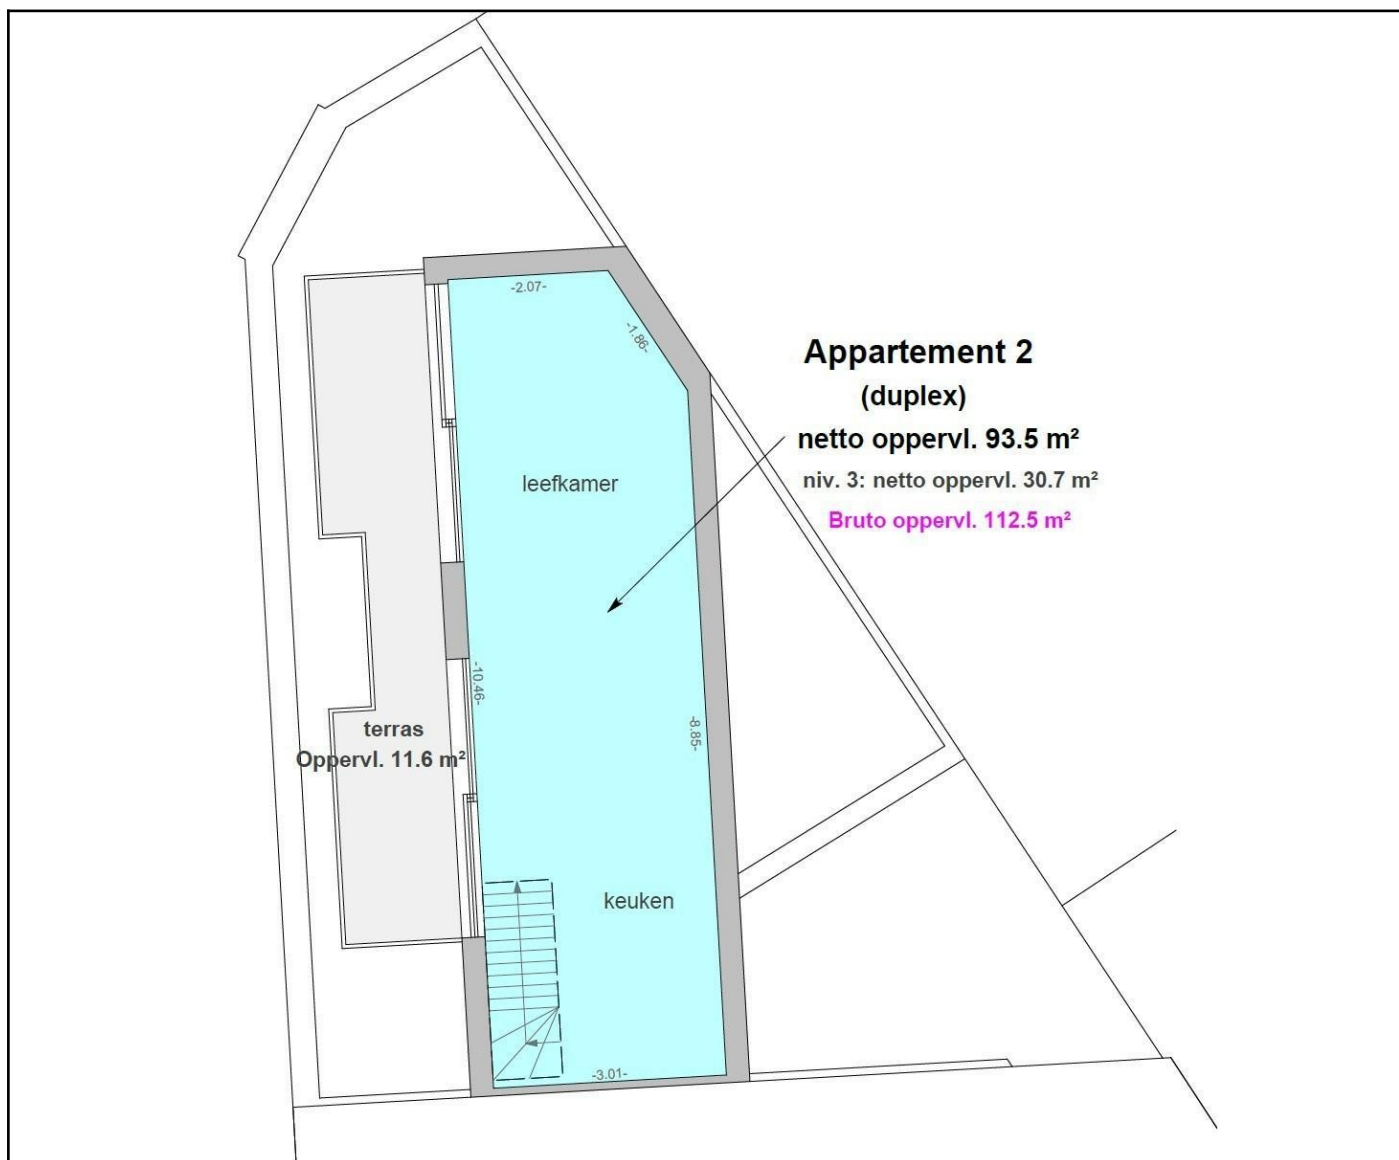 -2.07-
-1.86-
Appartement 2
(duplex)
netto oppervl. 93.5 m²
niv. 3: netto oppervl. 30.7 m²
Bruto oppervl. 112.5 m²
leefkamer
-10.46-
-8.85-
terras
Oppervl. 11.6 m²
keuken
-3.01-